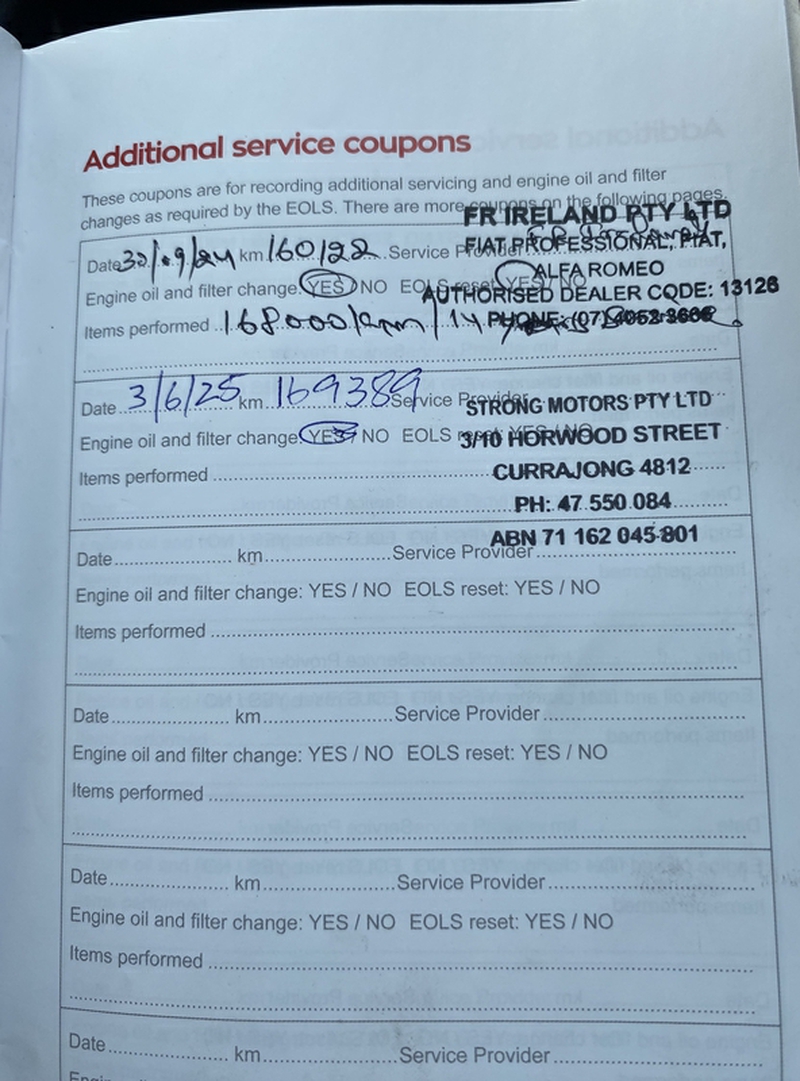 Additional service coupons
These coupons are for recording additional servicing and engine oil and filter
changes as required by the EOLS. There are more coupons on the following pages.
FR IRELAND PTY LTD
Date 30/09/24 km 160122 Service Provider
FIAT PROFESSIONAL, FIAT,
ALFA ROMEO
Engine oil and filter change: YES / NO EOLS reset: YES / NO
AUTHORISED DEALER CODE: 13126
Items performed 168000km / 14
PHONE: (07) 4052 3666
Date 3/6/25 km 169389 Service Provider
STRONG MOTORS PTY LTD
Engine oil and filter change: YES / NO EOLS reset: YES / NO
3/10 HORWOOD STREET
Items performed
CURRAJONG 4812
PH: 47 550 084
ABN 71 162 045 801
Date km Service Provider
Engine oil and filter change: YES / NO EOLS reset: YES / NO
Items performed
Date km Service Provider
Engine oil and filter change: YES / NO EOLS reset: YES / NO
Items performed
Date km Service Provider
Engine oil and filter change: YES / NO EOLS reset: YES / NO
Items performed
Date km Service Provider